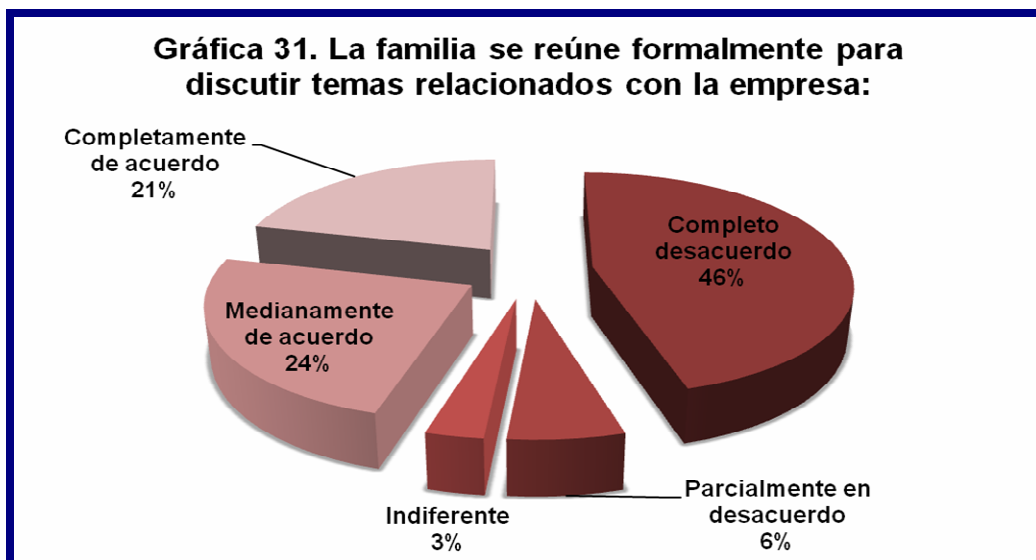 Gráfica 31. La familia se reúne formalmente para
discutir temas relacionados con la empresa:
Completamente
de acuerdo
21%
Completo
desacuerdo
46%
Medianamente
de acuerdo
24%
Indiferente
3%
Parcialmente en
desacuerdo
6%